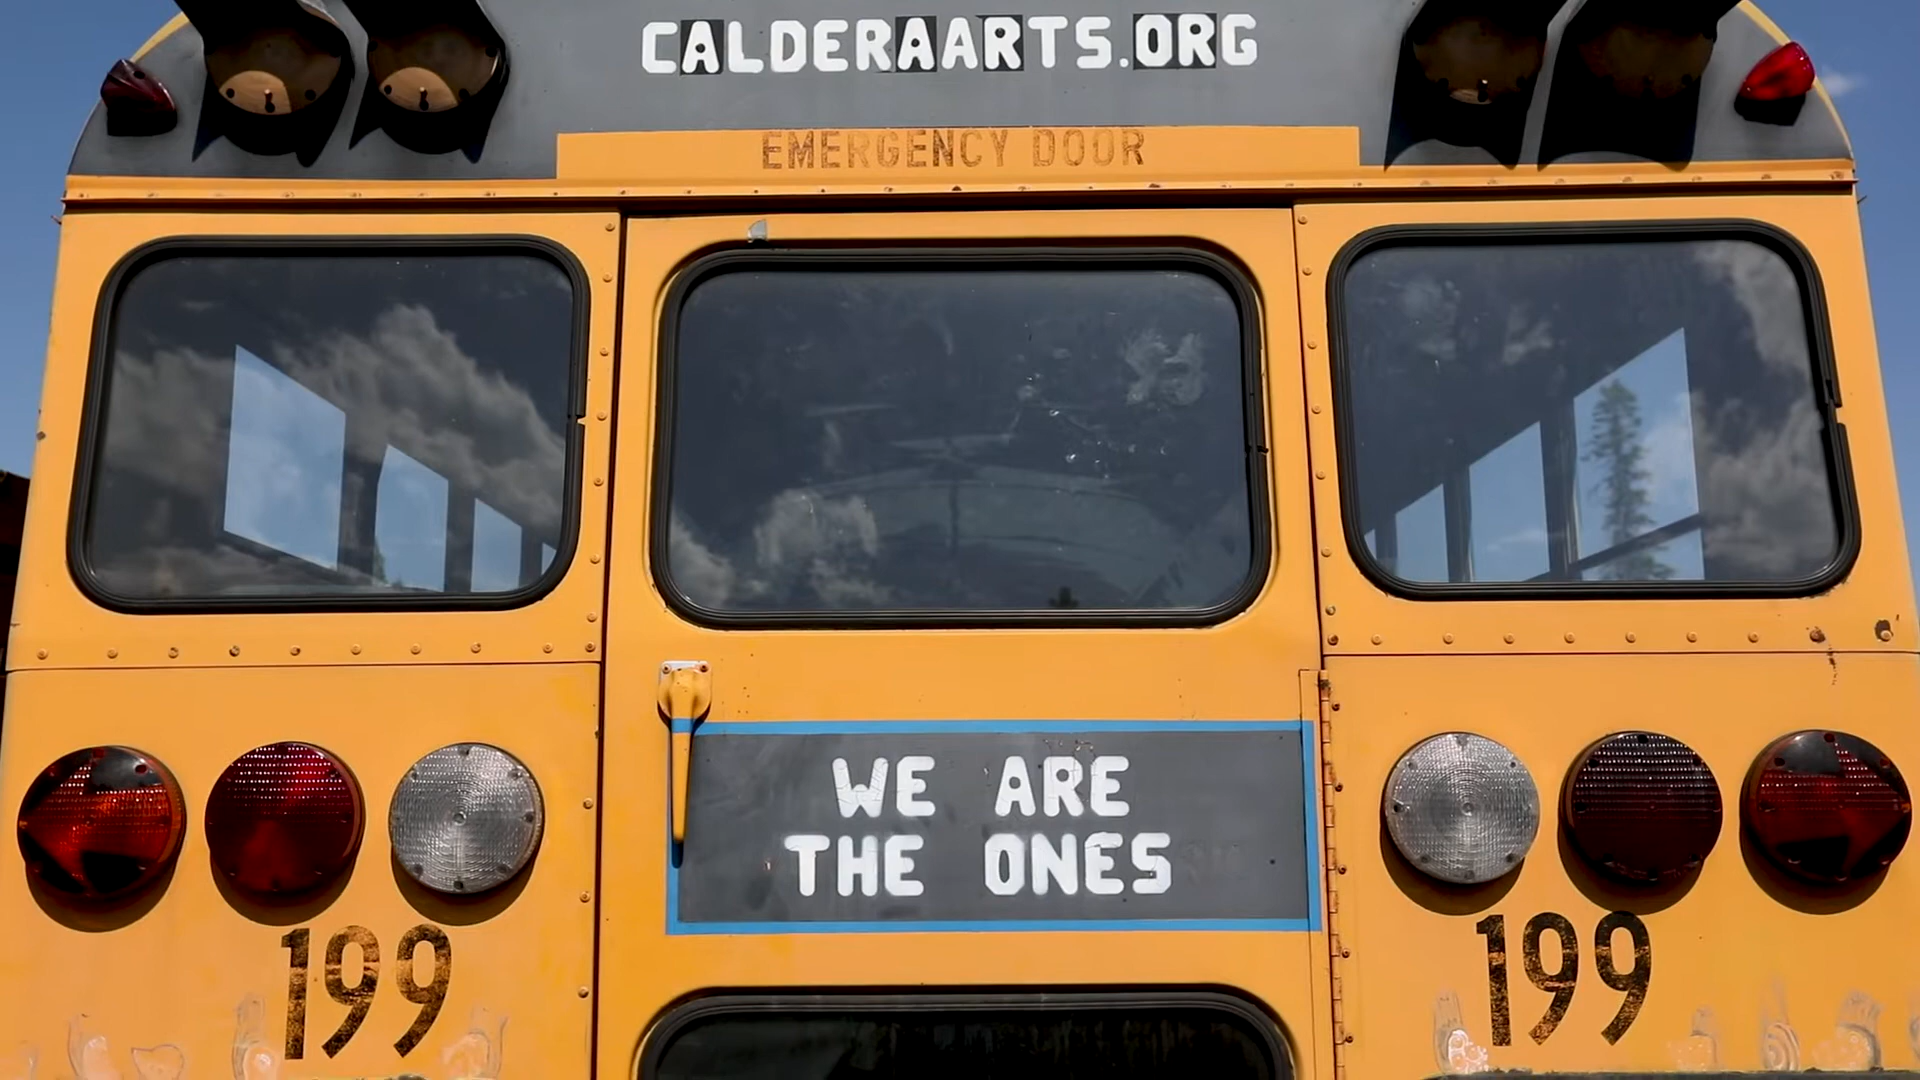 CALDERAARTS.ORG
EMERGENCY DOOR
WE ARE
THE ONES
199
199